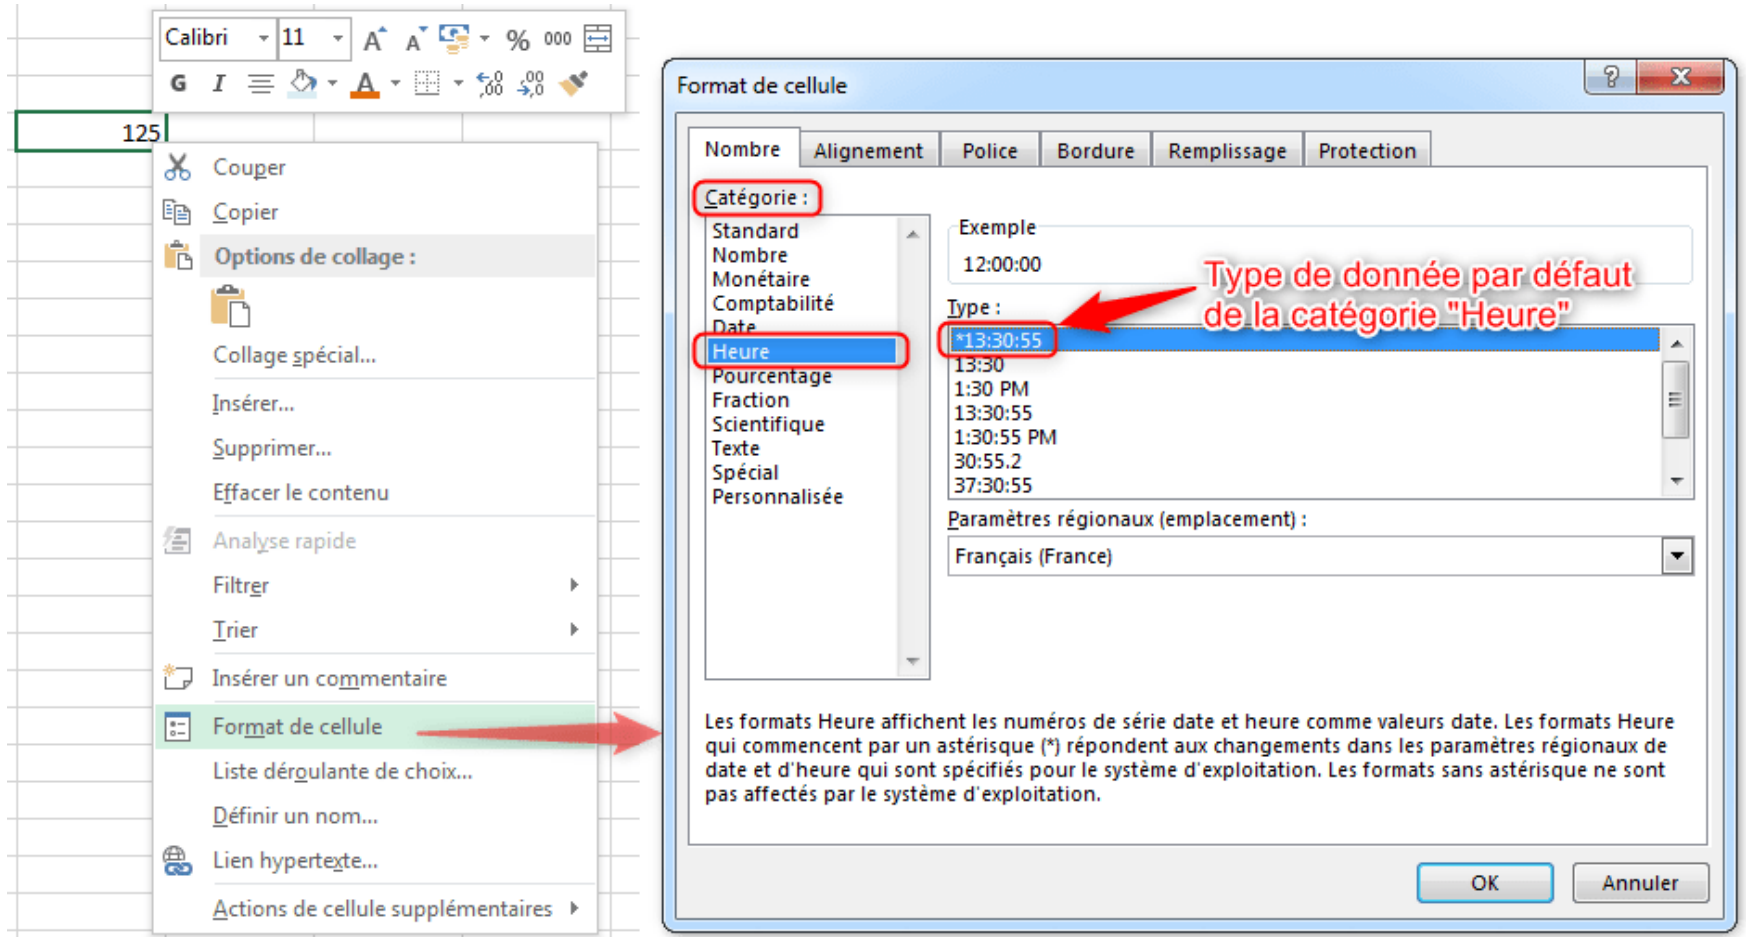 Calibri 11
% 000
G I A
125
Couper
Copier
Options de collage :
Collage spécial...
Insérer...
Supprimer...
Effacer le contenu
Analyse rapide
Filtrer
Trier
Insérer un commentaire
Format de cellule
Liste déroulante de choix...
Définir un nom...
Lien hypertexte...
Actions de cellule supplémentaires
Format de cellule
Nombre Alignement Police Bordure Remplissage Protection
Catégorie :
Standard
Nombre
Monétaire
Comptabilité
Date
Heure
Pourcentage
Fraction
Scientifique
Texte
Spécial
Personnalisée
Exemple
12:00:00
Type de donnée par défaut
de la catégorie "Heure"
Type :
*13:30:55
13:30
1:30 PM
13:30:55
1:30:55 PM
30:55.2
37:30:55
Paramètres régionaux (emplacement) :
Français (France)
Les formats Heure affichent les numéros de série date et heure comme valeurs date. Les formats Heure
qui commencent par un astérisque (*) répondent aux changements dans les paramètres régionaux de
date et d'heure qui sont spécifiés pour le système d'exploitation. Les formats sans astérisque ne sont
pas affectés par le système d'exploitation.
OK Annuler